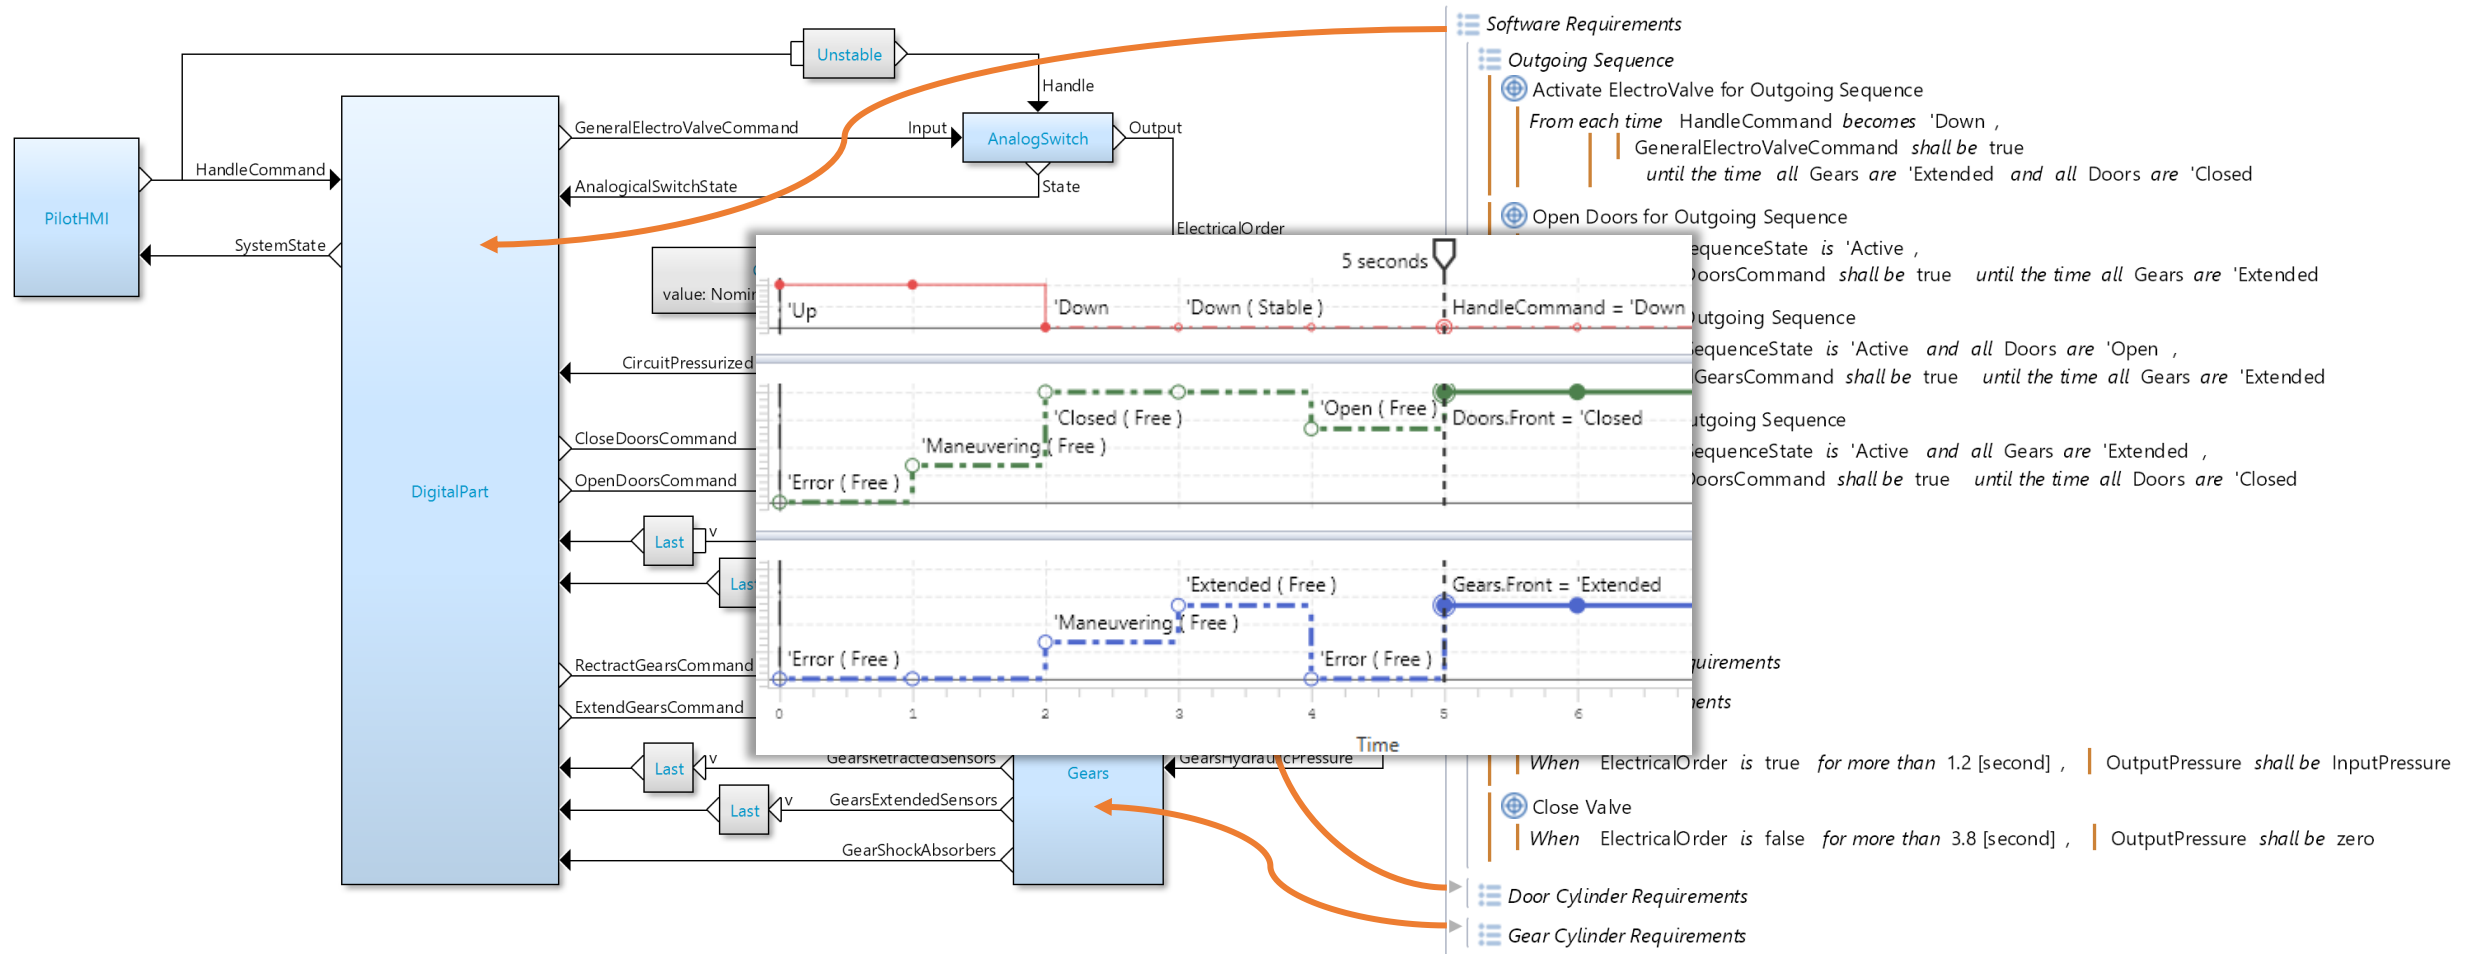 Unstable
Handle
PilotHMI
HandleCommand
SystemState
DigitalPart
GeneralElectroValveCommand
Input
AnalogSwitch
Output
AnalogicalSwitchState
State
ElectricalOrder
value:
CircuitPressurized
CloseDoorsCommand
OpenDoorsCommand
Last
v
Last
RectractGearsCommand
ExtendGearsCommand
Last
v
GearsRetractedSensors
Last
v
GearsExtendedSensors
GearShockAbsorbers
Gears
GearsHydraulicPressure
5 seconds
'Up
'Down
'Down ( Stable )
HandleCommand = 'Down
'Error ( Free )
'Maneuvering ( Free )
'Closed ( Free )
'Open ( Free )
Doors.Front = 'Closed
'Error ( Free )
'Maneuvering ( Free )
'Extended ( Free )
'Error ( Free )
Gears.Front = 'Extended
0 1 2 3 4 5 6
Time
Software Requirements
Outgoing Sequence
Activate ElectroValve for Outgoing Sequence
From each time HandleCommand becomes 'Down ,
GeneralElectroValveCommand shall be true
until the time all Gears are 'Extended and all Doors are 'Closed
Open Doors for Outgoing Sequence
equenceState is 'Active ,
DoorsCommand shall be true until the time all Gears are 'Extended
utgoing Sequence
equenceState is 'Active and all Doors are 'Open ,
GearsCommand shall be true until the time all Gears are 'Extended
utgoing Sequence
equenceState is 'Active and all Gears are 'Extended ,
DoorsCommand shall be true until the time all Doors are 'Closed
quirements
ents
When ElectricalOrder is true for more than 1.2 [second] , OutputPressure shall be InputPressure
Close Valve
When ElectricalOrder is false for more than 3.8 [second] , OutputPressure shall be zero
Door Cylinder Requirements
Gear Cylinder Requirements